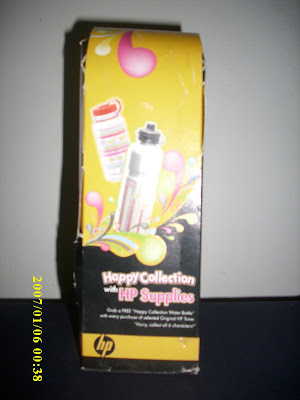 Happy Collection
with HP Supplies
Grab a FREE "Happy Collection Water Bottle"
with every purchase of selected Original HP Toner
"Hurry, collect all 6 characters"
hp
2007/01/06 00:38